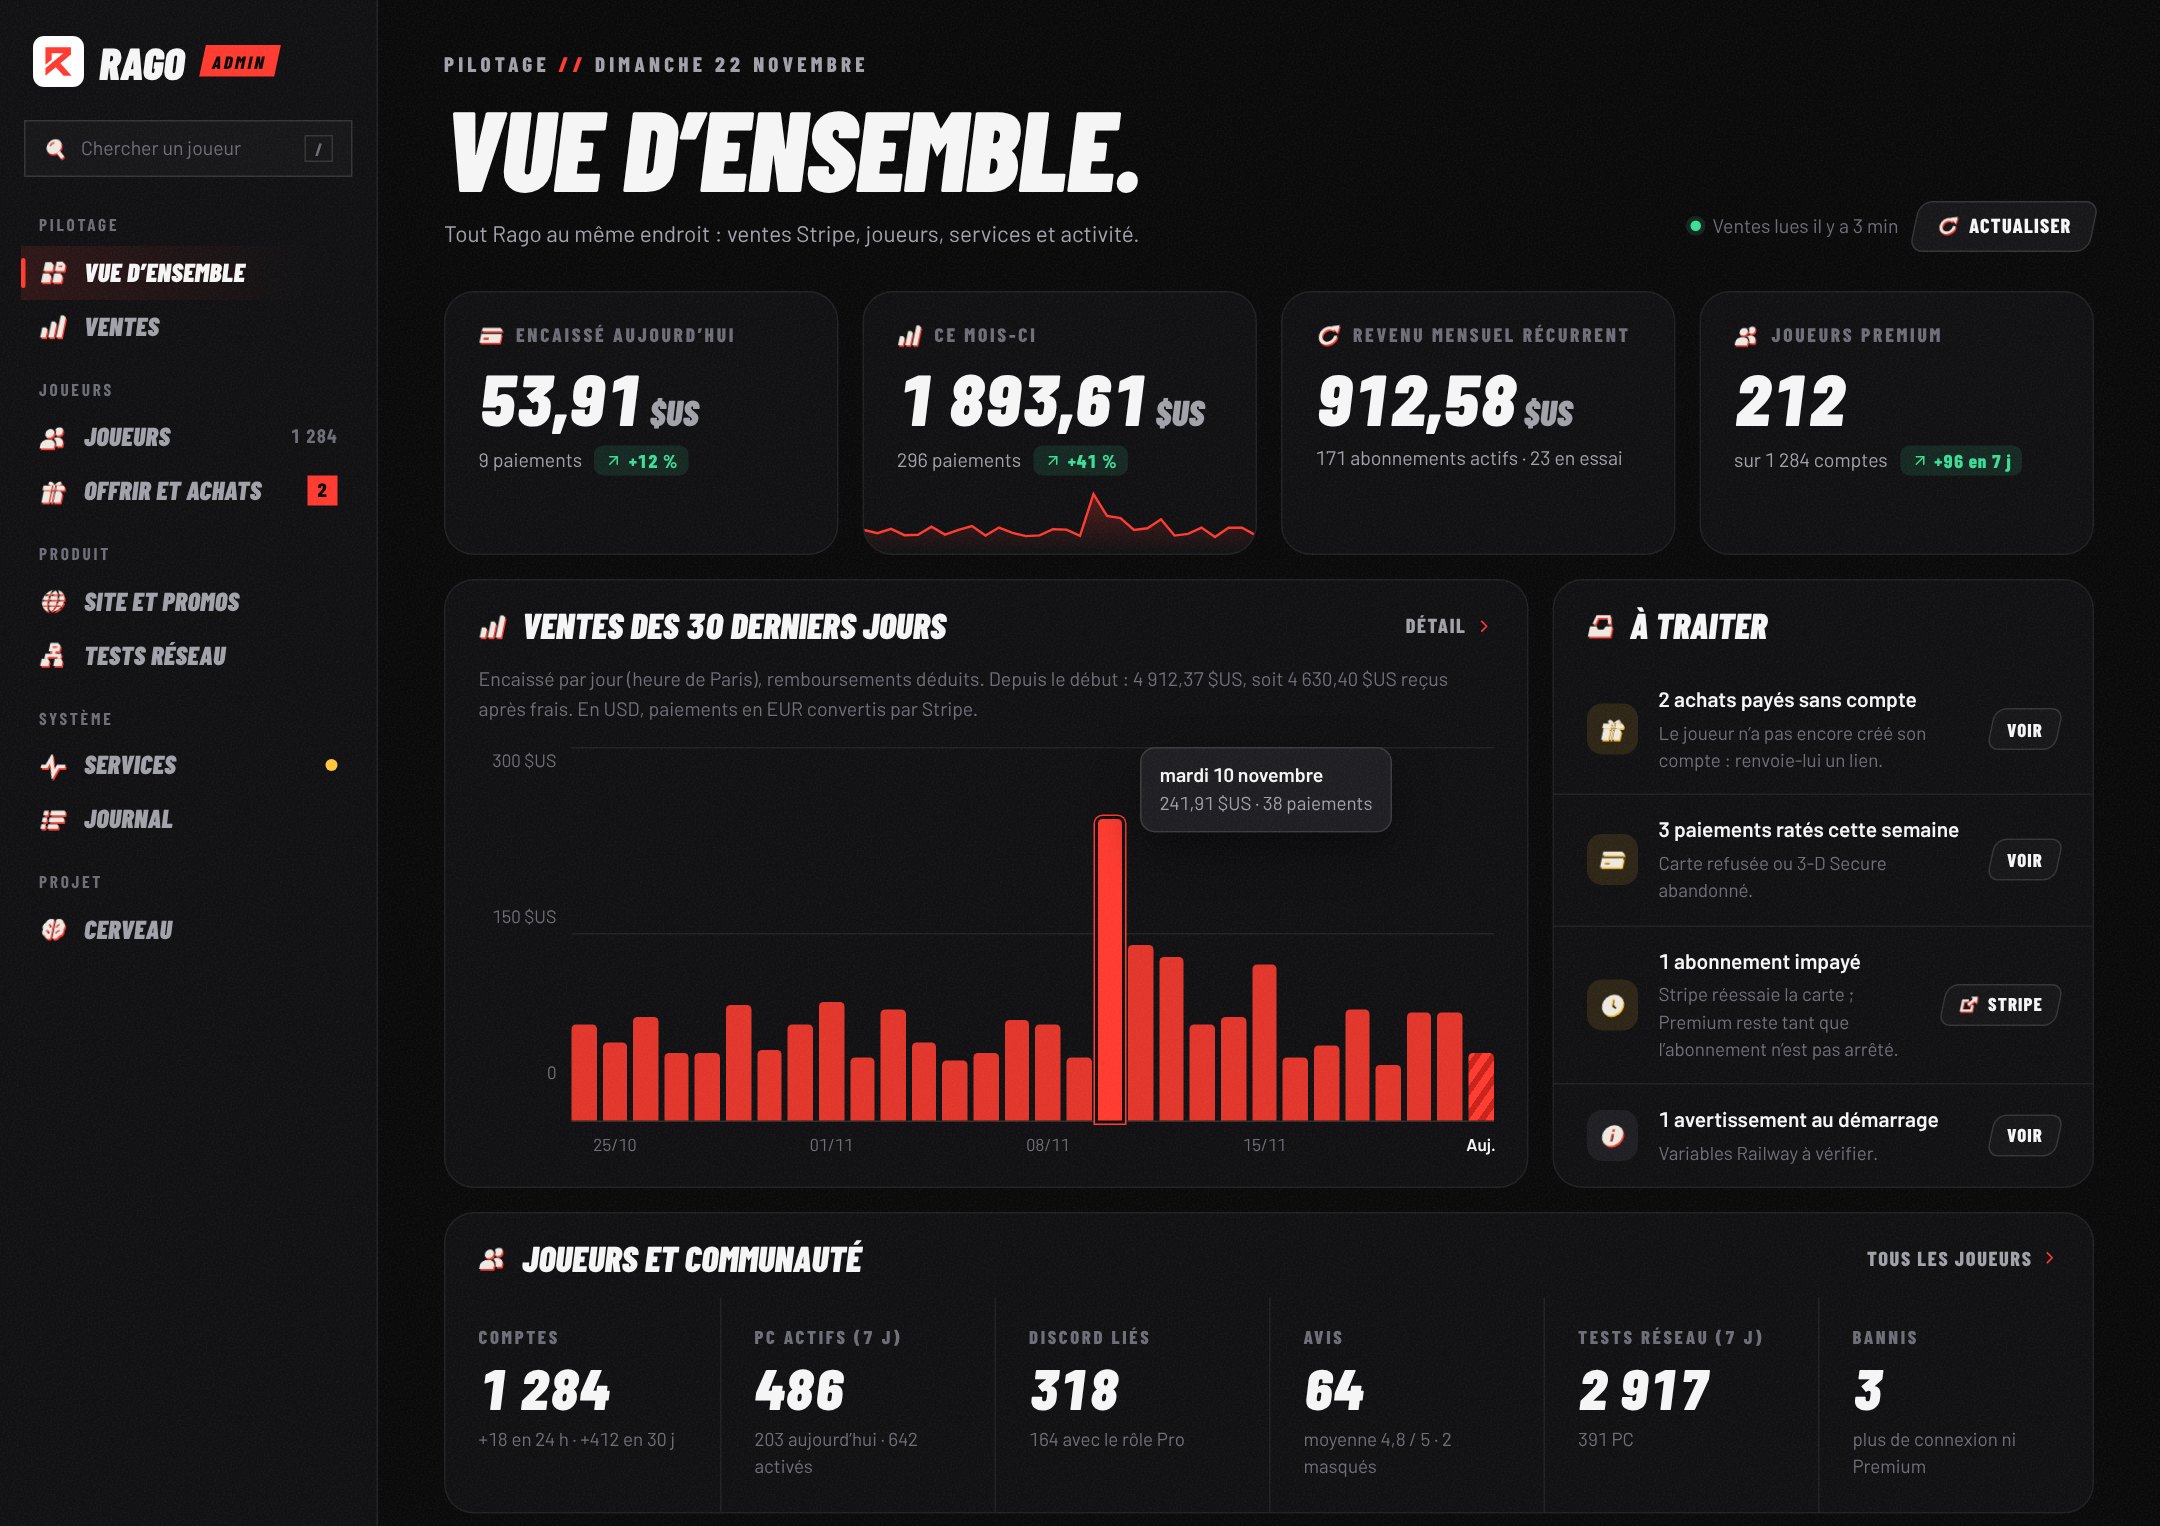 RAGO ADMIN
Chercher un joueur /
PILOTAGE
VUE D’ENSEMBLE
VENTES
JOUEURS
JOUEURS 1 284
OFFRIR ET ACHATS 2
PRODUIT
SITE ET PROMOS
TESTS RÉSEAU
SYSTÈME
SERVICES
JOURNAL
PROJET
CERVEAU
PILOTAGE // DIMANCHE 22 NOVEMBRE
VUE D’ENSEMBLE.
Tout Rago au même endroit : ventes Stripe, joueurs, services et activité.
Ventes lues il y a 3 min
ACTUALISER
ENCAISSÉ AUJOURD’HUI
53,91 $US
9 paiements +12 %
CE MOIS-CI
1 893,61 $US
296 paiements +41 %
REVENU MENSUEL RÉCURRENT
912,58 $US
171 abonnements actifs · 23 en essai
JOUEURS PREMIUM
212
sur 1 284 comptes +96 en 7 j
VENTES DES 30 DERNIERS JOURS
DÉTAIL
Encaissé par jour (heure de Paris), remboursements déduits. Depuis le début : 4 912,37 $US, soit 4 630,40 $US reçus
après frais. En USD, paiements en EUR convertis par Stripe.
300 $US
150 $US
0
mardi 10 novembre
241,91 $US · 38 paiements
25/10 01/11 08/11 15/11 Auj.
À TRAITER
2 achats payés sans compte
Le joueur n’a pas encore créé son
compte : renvoie-lui un lien.
VOIR
3 paiements ratés cette semaine
Carte refusée ou 3-D Secure
abandonné.
VOIR
1 abonnement impayé
Stripe réessaie la carte ;
Premium reste tant que
l’abonnement n’est pas arrêté.
STRIPE
1 avertissement au démarrage
Variables Railway à vérifier.
VOIR
JOUEURS ET COMMUNAUTÉ
TOUS LES JOUEURS
COMPTES
1 284
+18 en 24 h · +412 en 30 j
PC ACTIFS (7 J)
486
203 aujourd’hui · 642
activés
DISCORD LIÉS
318
164 avec le rôle Pro
AVIS
64
moyenne 4,8 / 5 · 2
masqués
TESTS RÉSEAU (7 J)
2 917
391 PC
BANNIS
3
plus de connexion ni
Premium